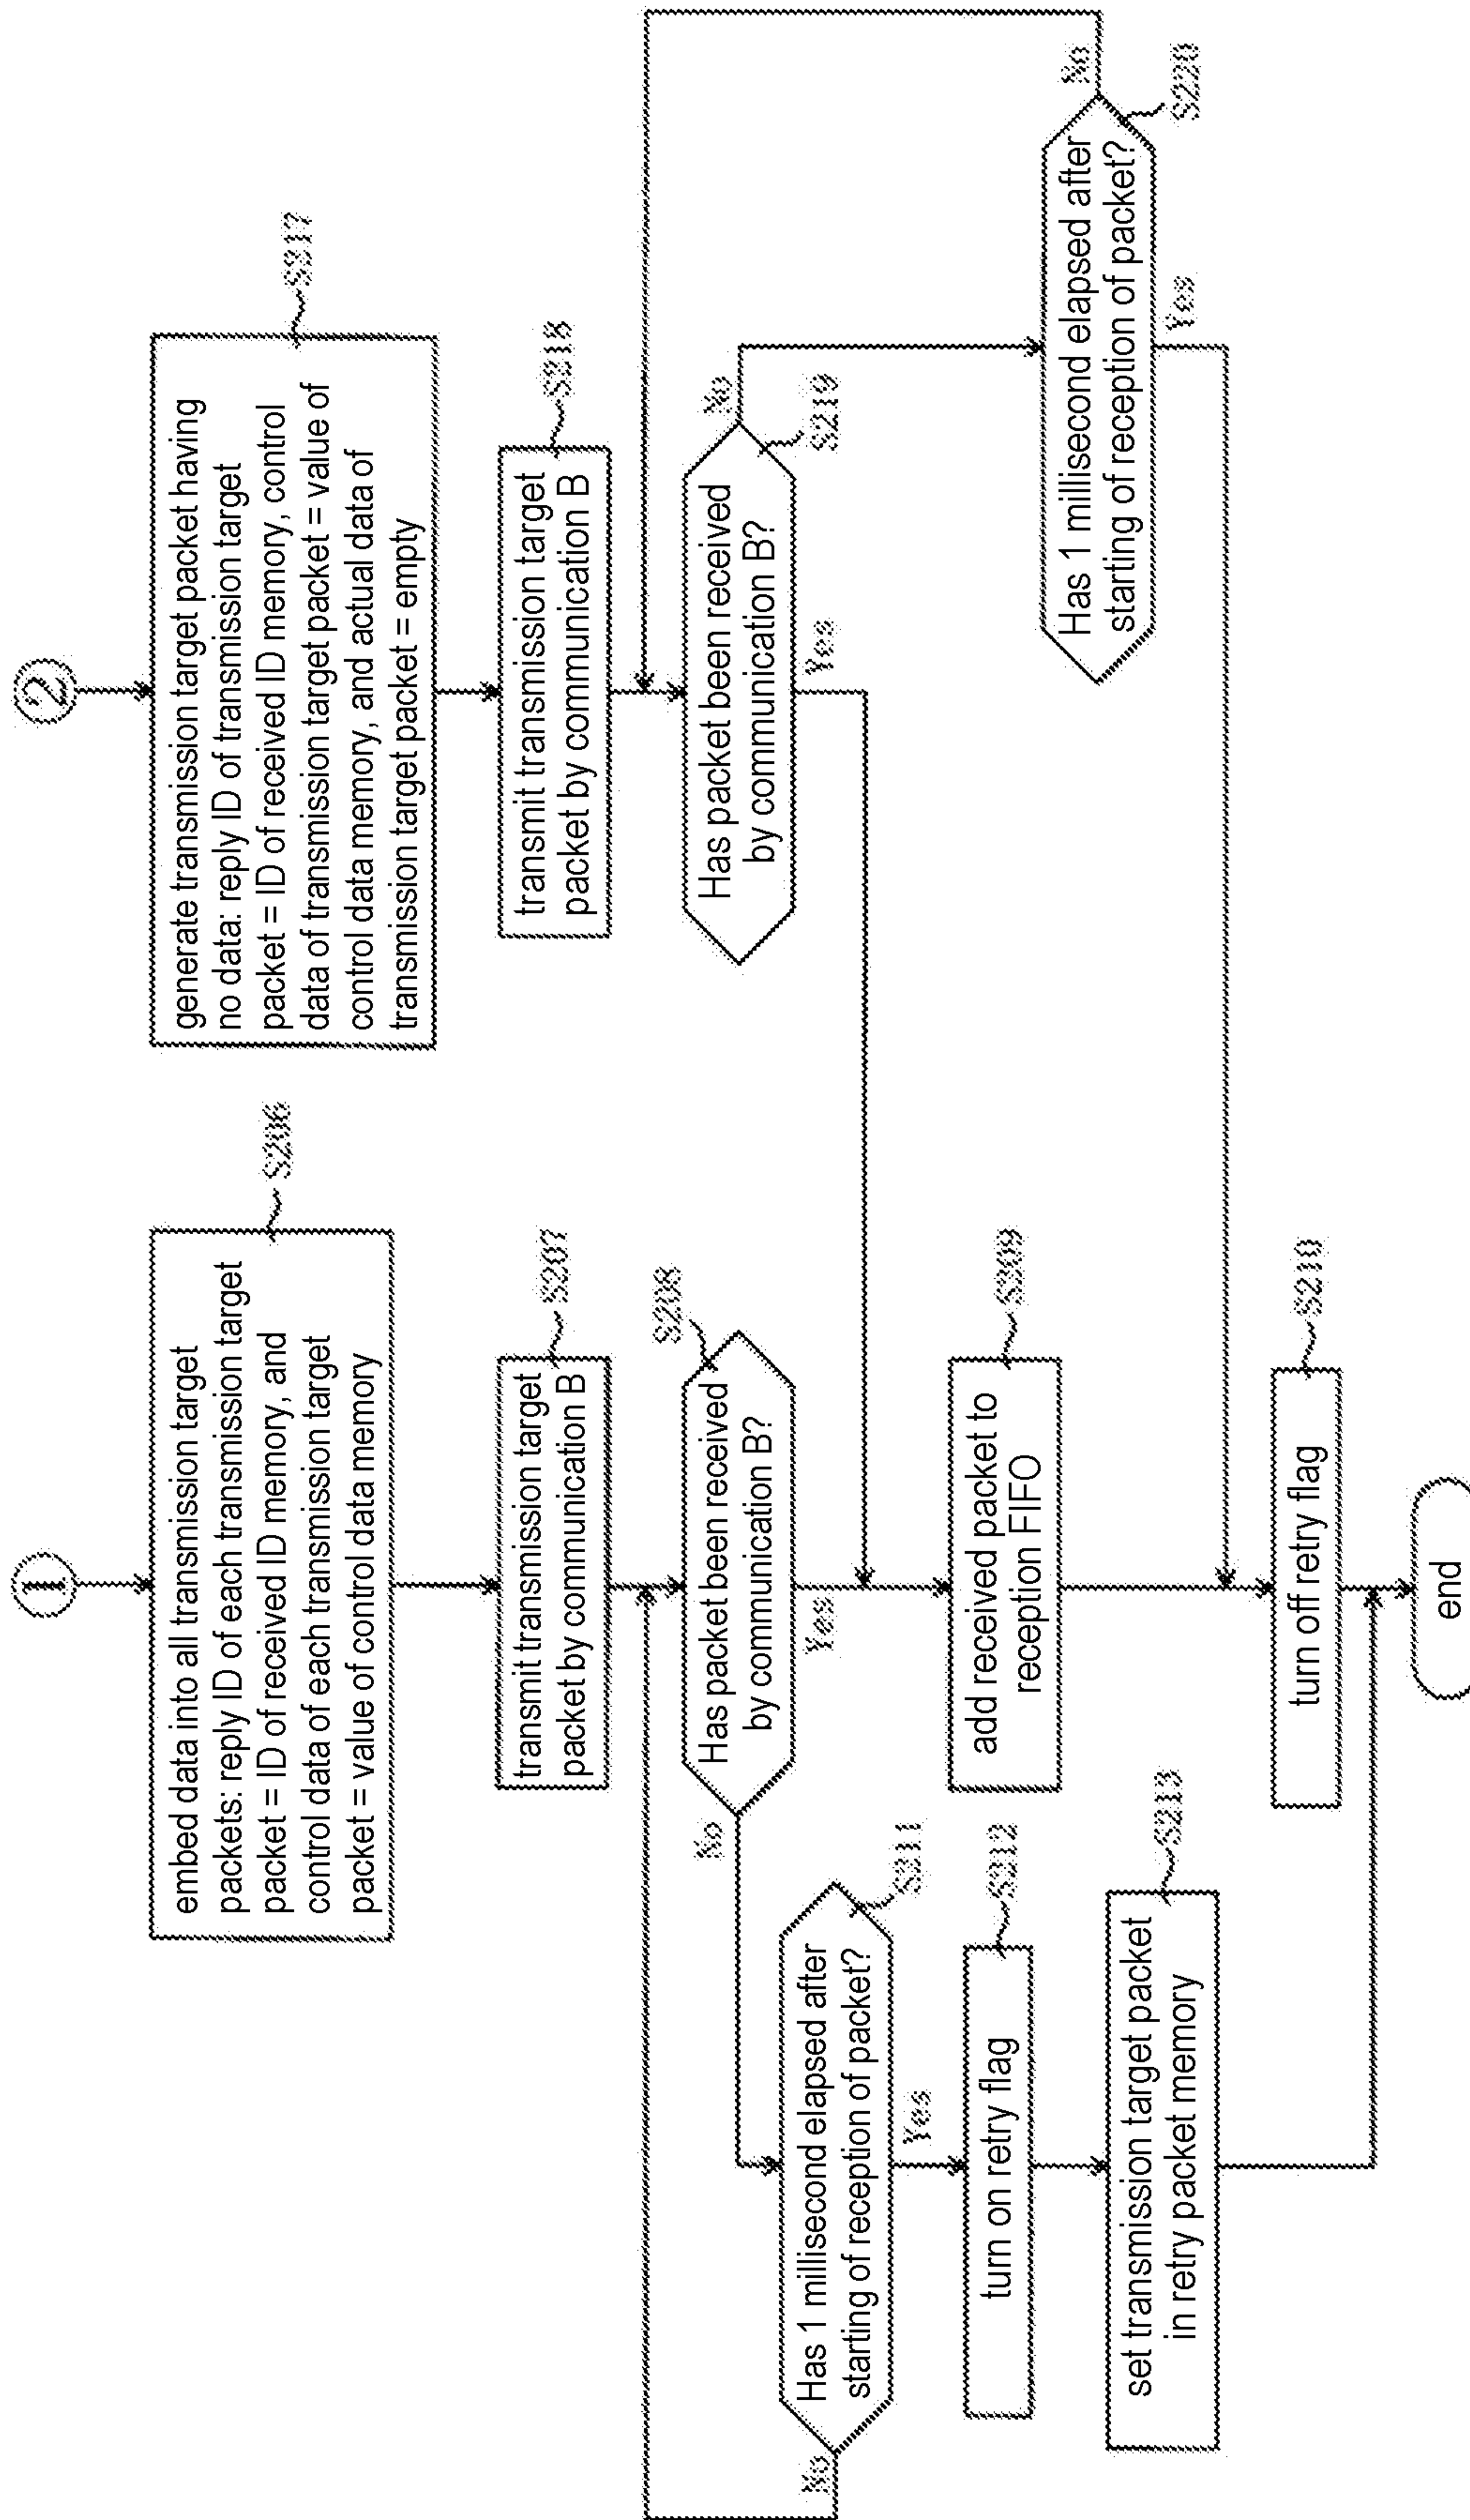 1
S206
embed data into all transmission target
packets: reply ID of each transmission target
packet = ID of received ID memory, and
control data of each transmission target
packet = value of control data memory
S207
transmit transmission target
packet by communication B
S208
Has packet been received
by communication B?
No
Yes
S211
Has 1 millisecond elapsed after
starting of reception of packet?
No
Yes
S212
turn on retry flag
S213
set transmission target packet
in retry packet memory
S209
add received packet to
reception FIFO
S210
turn off retry flag
end
2
S217
generate transmission target packet having
no data: reply ID of transmission target
packet = ID of received ID memory, control
data of transmission target packet = value of
control data memory, and actual data of
transmission target packet = empty
S218
transmit transmission target
packet by communication B
S219
Has packet been received
by communication B?
No
Yes
S220
Has 1 millisecond elapsed after
starting of reception of packet?
No
Yes